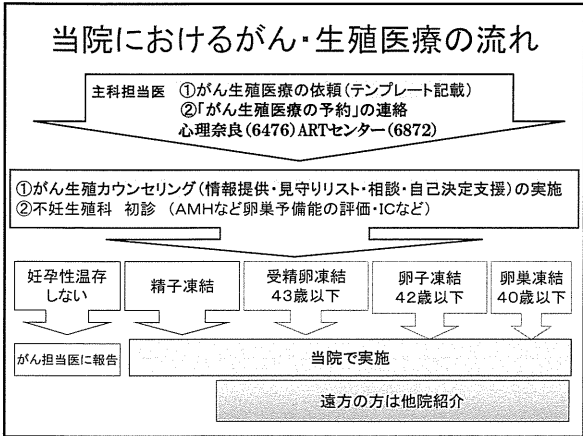 当院におけるがん・生殖医療の流れ
主科担当医　①がん生殖医療の依頼(テンプレート記載)
②「がん生殖医療の予約」の連絡
心理奈良(6476)ARTセンター(6872)
①がん生殖カウンセリング(情報提供・見守りリスト・相談・自己決定支援)の実施
②不妊生殖科　初診　(AMHなど卵巣予備能の評価・ICなど)
妊孕性温存
しない
精子凍結
受精卵凍結
43歳以下
卵子凍結
42歳以下
卵巣凍結
40歳以下
がん担当医に報告
当院で実施
遠方の方は他院紹介